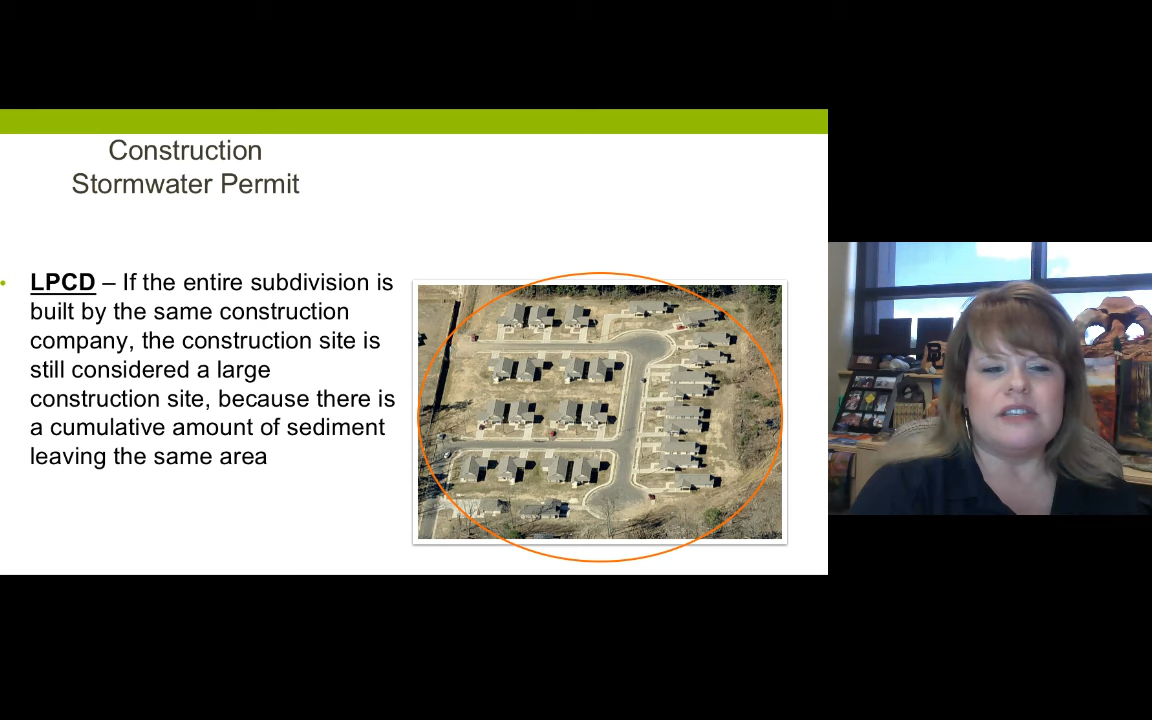 Construction
Stormwater Permit
• LPCD – If the entire subdivision is
built by the same construction
company, the construction site is
still considered a large
construction site, because there is
a cumulative amount of sediment
leaving the same area